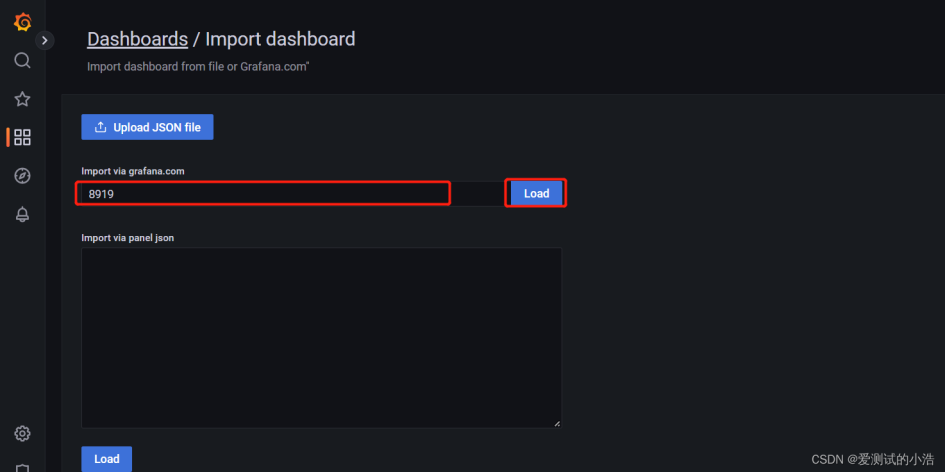 Dashboards / Import dashboard
Import dashboard from file or Grafana.com"
Upload JSON file
Import via grafana.com
8919 Load
Import via panel json
Load
CSDN @爱测试的小浩